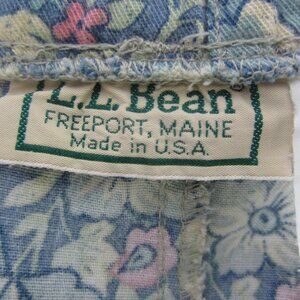 L.L. Bean®
FREEPORT, MAINE
Made in U.S.A.